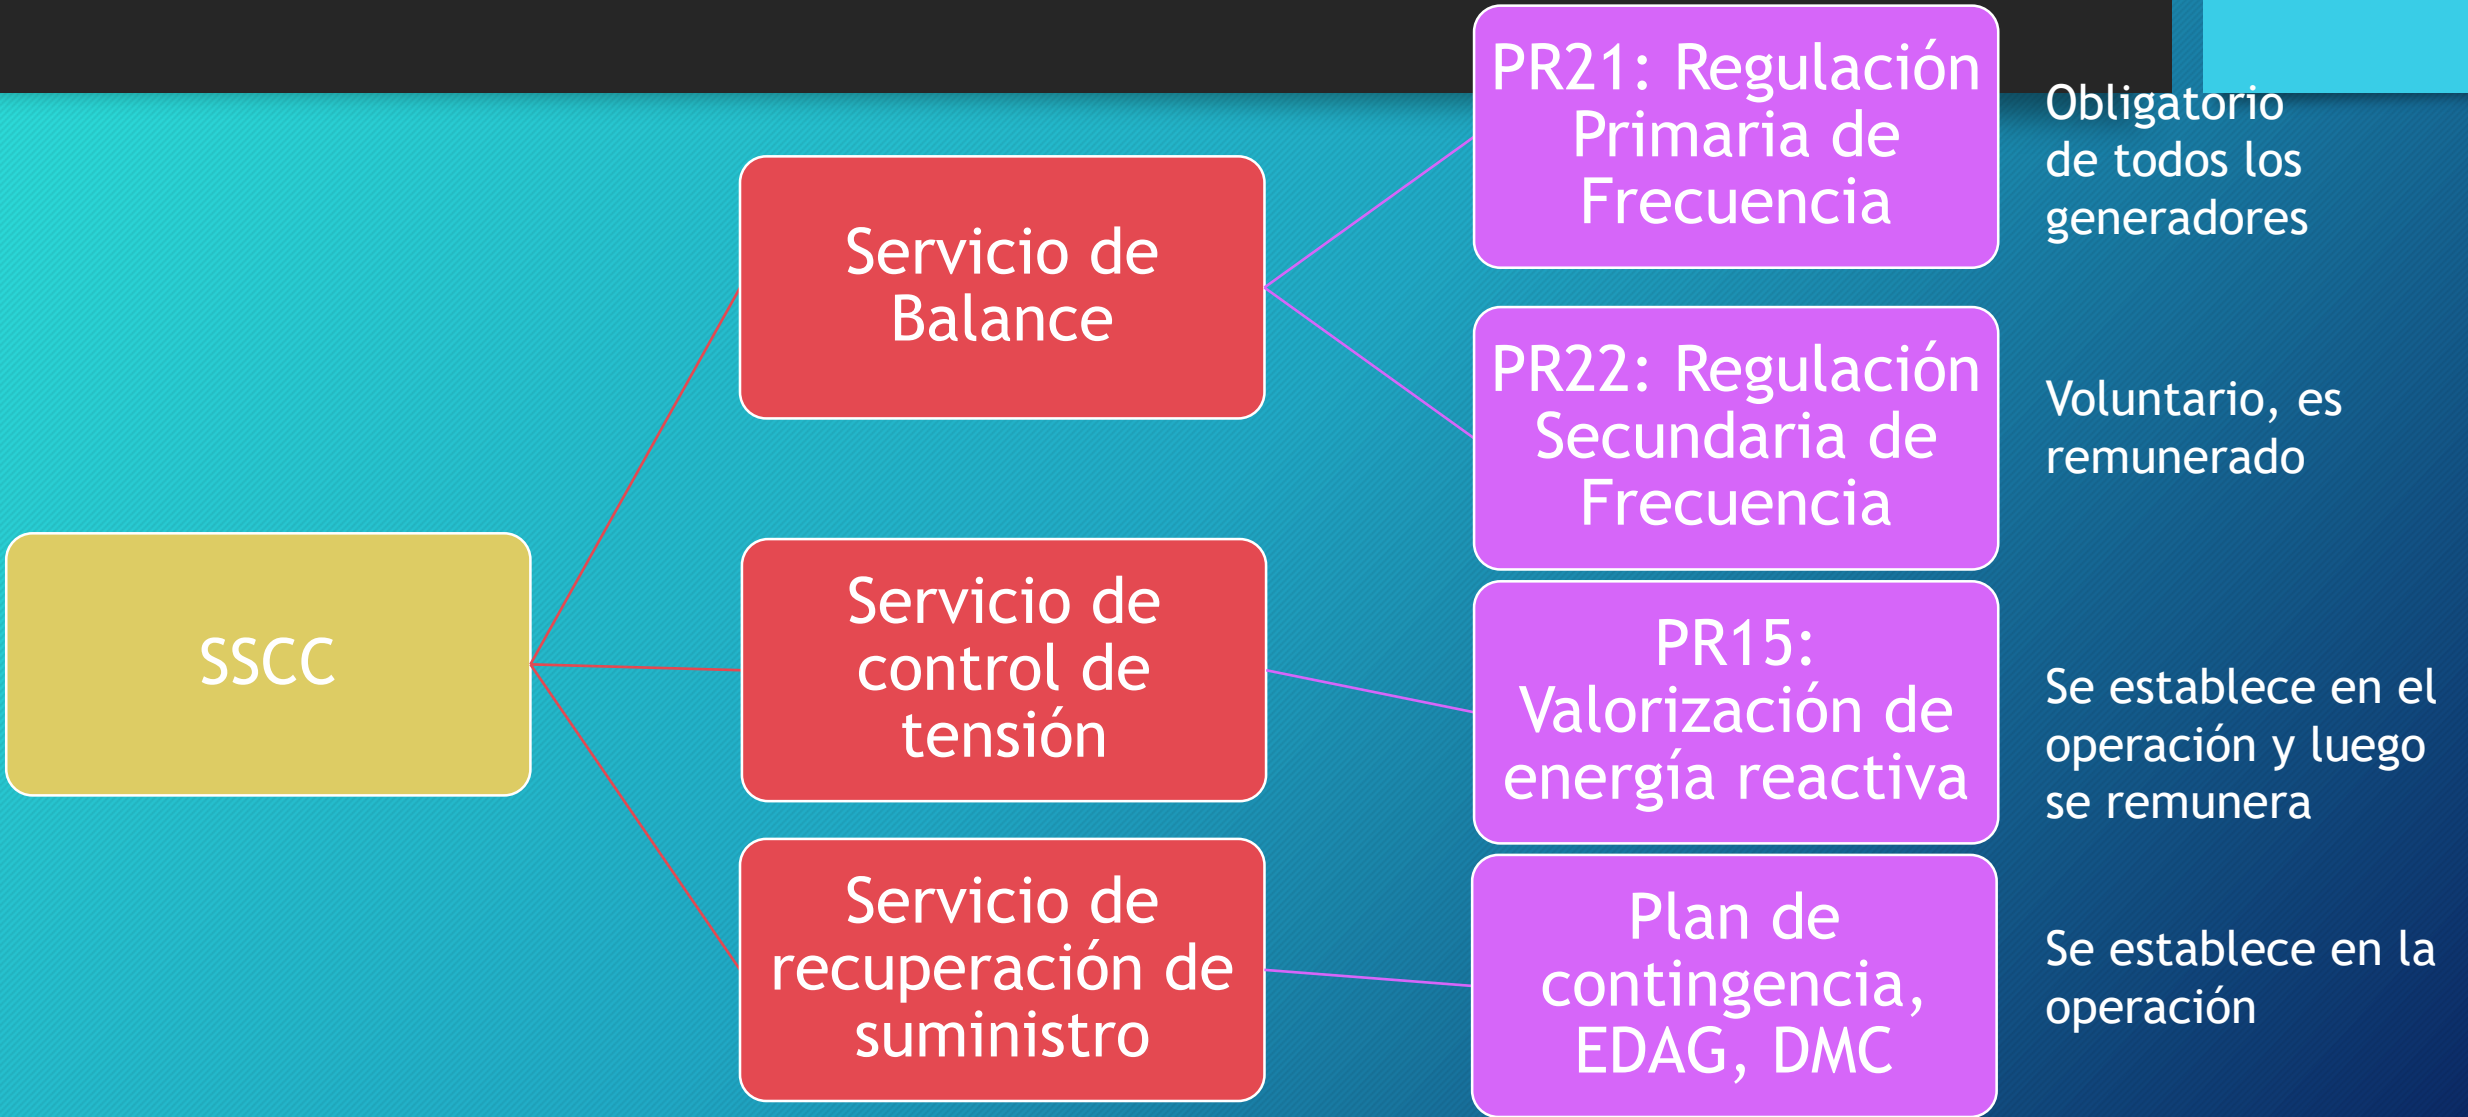 SSCC
Servicio de
Balance
PR21: Regulación
Primaria de
Frecuencia
Obligatorio
de todos los
generadores
PR22: Regulación
Secundaria de
Frecuencia
Voluntario, es
remunerado
Servicio de
control de
tensión
PR15:
Valorización de
energía reactiva
Se establece en el
operación y luego
se remunera
Servicio de
recuperación de
suministro
Plan de
contingencia,
EDAG, DMC
Se establece en la
operación